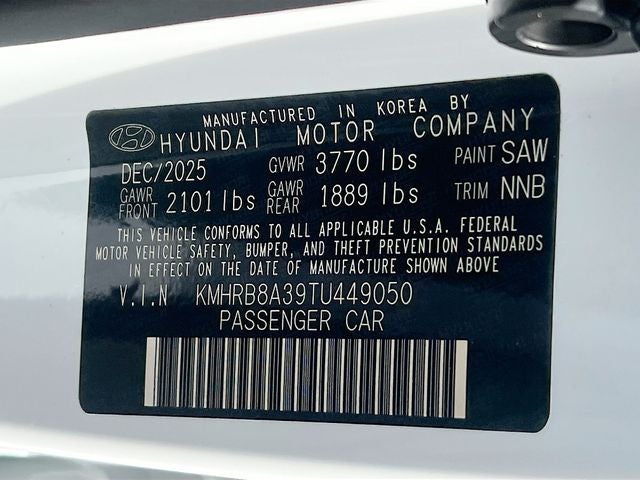 MANUFACTURED IN KOREA BY
HYUNDAI MOTOR COMPANY
DEC/2025 GVWR 3770 lbs PAINT SAW
GAWR FRONT 2101 lbs GAWR REAR 1889 lbs TRIM NNB
THIS VEHICLE CONFORMS TO ALL APPLICABLE U.S.A. FEDERAL
MOTOR VEHICLE SAFETY, BUMPER, AND THEFT PREVENTION STANDARDS
IN EFFECT ON THE DATE OF MANUFACTURE SHOWN ABOVE
V.I.N KMHRB8A39TU449050
PASSENGER CAR